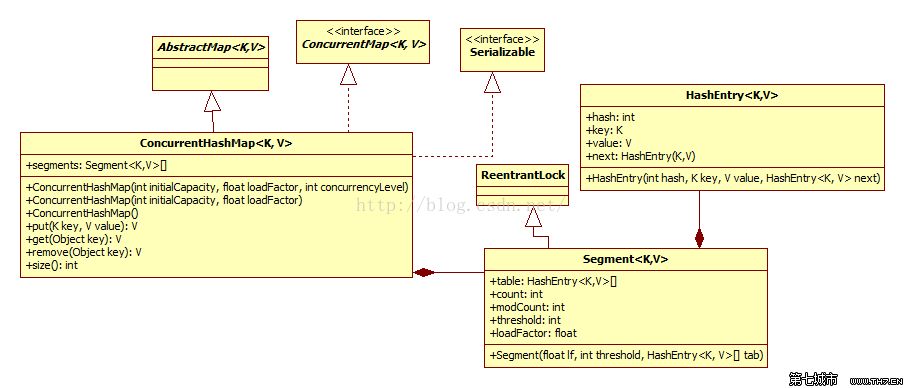 AbstractMap<K,V>
<<interface>>
ConcurrentMap<K, V>
<<interface>>
Serializable
HashEntry<K,V>
+hash: int
+key: K
+value: V
+next: HashEntry(K,V)
+HashEntry(int hash, K key, V value, HashEntry<K, V> next)
ConcurrentHashMap<K, V>
+segments: Segment<K,V>[]
+ConcurrentHashMap(int initialCapacity, float loadFactor, int concurrencyLevel)
+ConcurrentHashMap(int initialCapacity, float loadFactor)
+ConcurrentHashMap()
+put(K key, V value): V
+get(Object key): V
+remove(Object key): V
+size(): int
ReentrantLock
http://blog.csdn.net/
Segment<K,V>
+table: HashEntry<K,V>[]
+count: int
+modCount: int
+threshold: int
+loadFactor: float
+Segment(float lf, int threshold, HashEntry<K, V>[] tab)
第七城市 WWW.TH7.CN